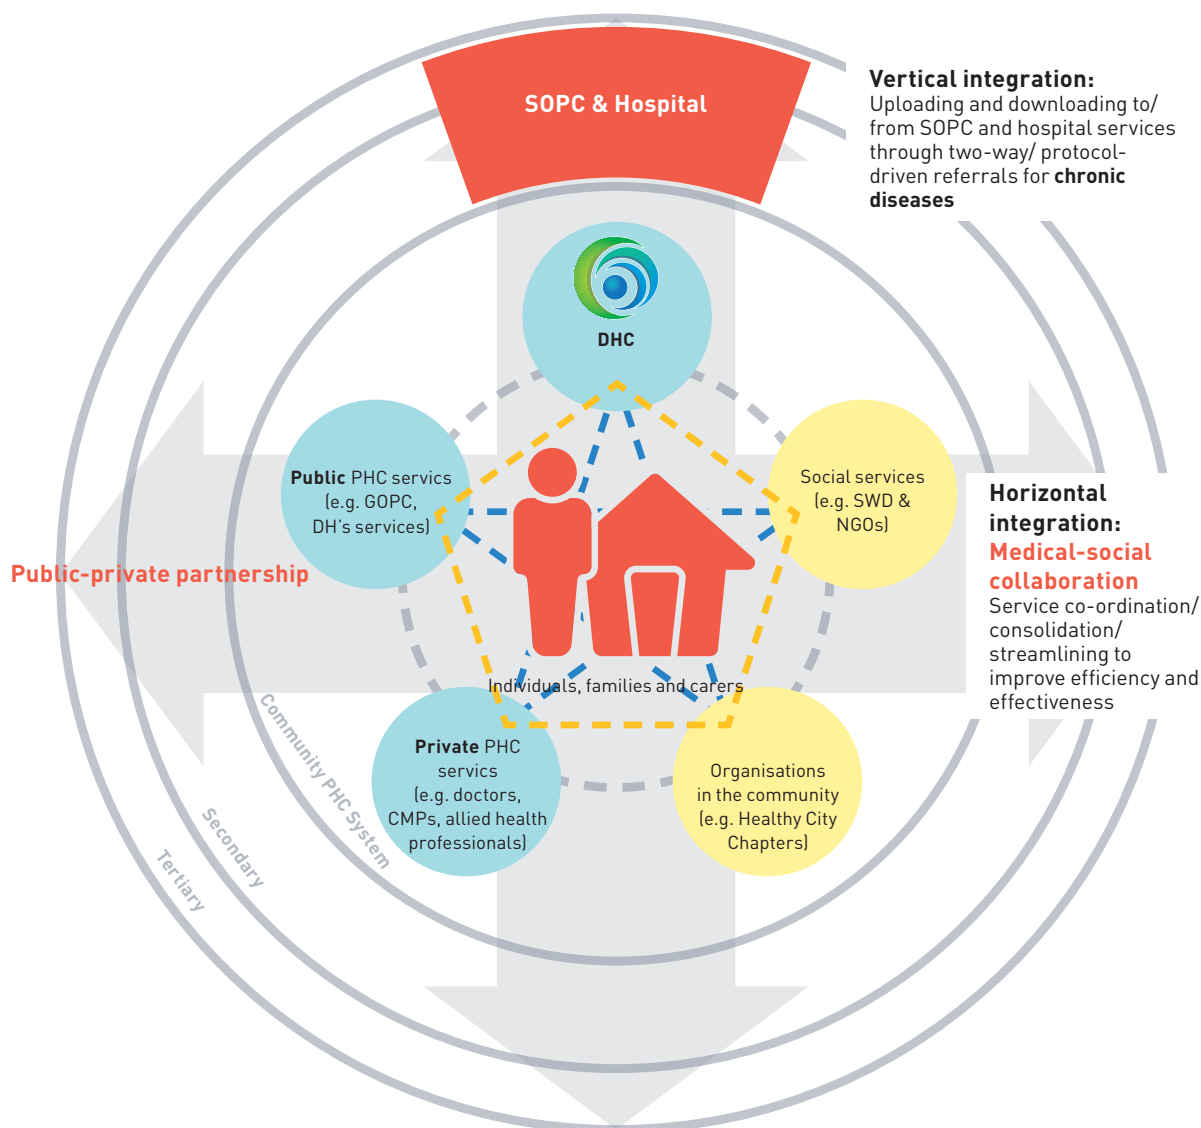 SOPC & Hospital
Vertical integration:
Uploading and downloading to/
from SOPC and hospital services
through two-way/ protocol-
driven referrals for chronic
diseases
DHC
Public PHC servics
(e.g. GOPC,
DH's services)
Social services
(e.g. SWD &
NGOs)
Horizontal
integration:
Medical-social
collaboration
Service co-ordination/
consolidation/
streamlining to
improve efficiency and
effectiveness
Public-private partnership
Individuals, families and carers
Private PHC
servics
(e.g. doctors,
CMPs, allied health
professionals)
Organisations
in the community
(e.g. Healthy City
Chapters)
Community PHC System
Secondary
Tertiary